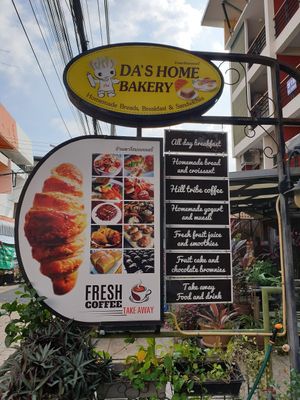 DA'S HOME
BAKERY
Homemade Breads, Breakfast & Sandwiches
All day breakfast
Homemade bread
and croissant
Hill tribe coffee
Homemade yogurt
and muesli
Fresh fruit juice
and smoothies
Fruit cake and
chocolate brownies
Take away
Food and drink
FRESH
COFFEE
TAKE AWAY